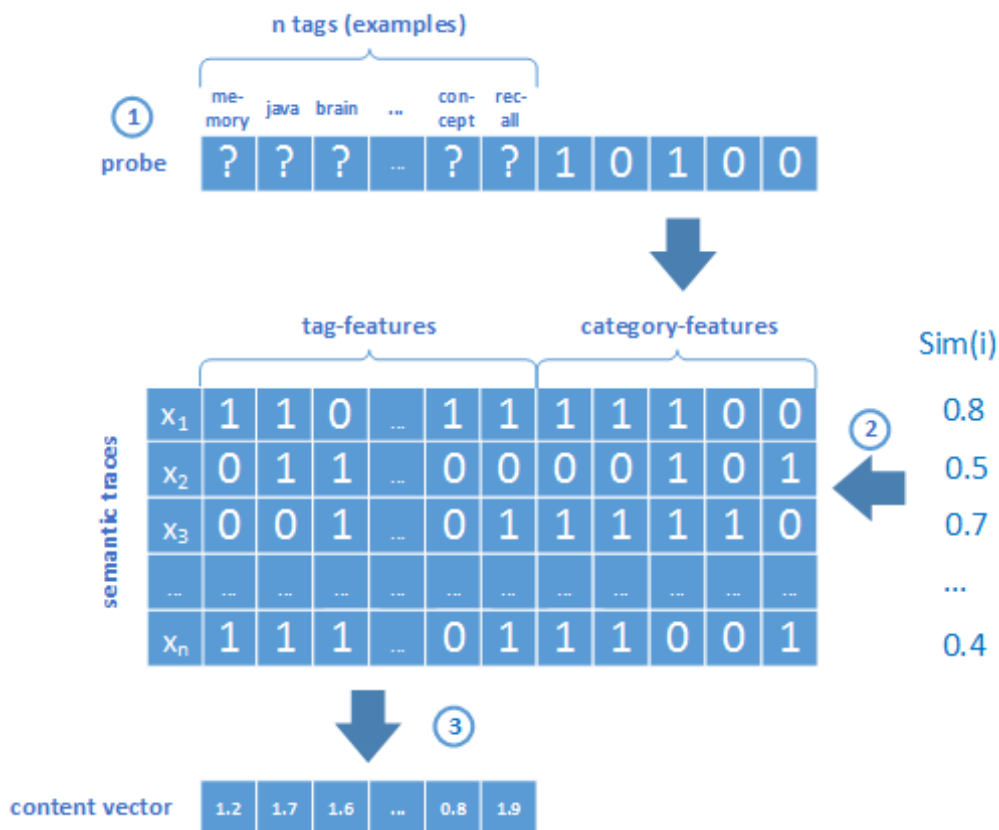 n tags (examples)
me- mory java brain ... con- cept rec- all
1
probe ? ? ? ... ? ? 1 0 1 0 0
tag-features category-features
Sim(i)
semantic traces
x1 1 1 0 ... 1 1 1 1 1 0 0 0.8
2
x2 0 1 1 ... 0 0 0 0 1 0 1 0.5
x3 0 0 1 ... 0 1 1 1 1 1 0 0.7
... ... ... ... ... ... ... ... ... ... ... ... ...
xn 1 1 1 ... 0 1 1 1 0 0 1 0.4
3
content vector 1.2 1.7 1.6 ... 0.8 1.9